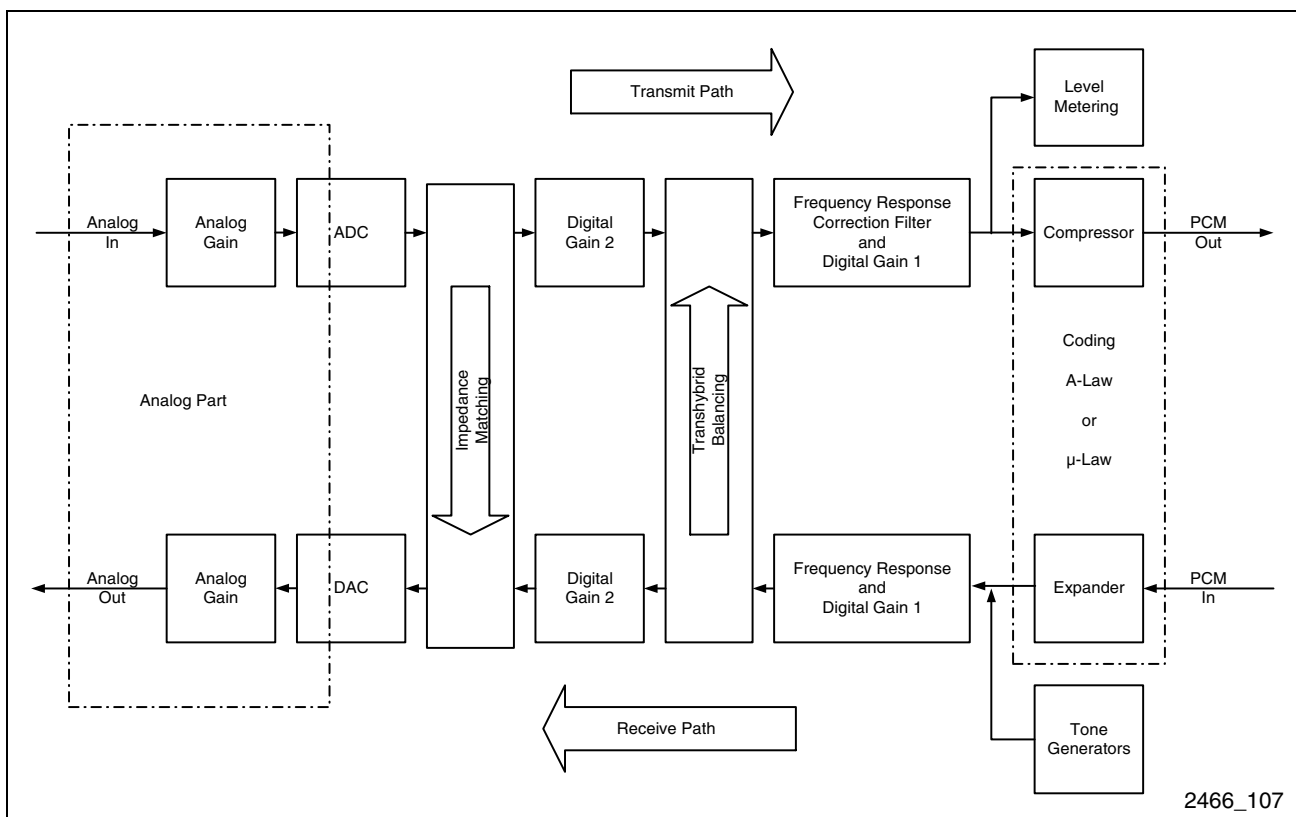 Transmit Path
Level
Metering
Analog
In
Analog
Gain
ADC
Digital
Gain 2
Frequency Response
Correction Filter
and
Digital Gain 1
Compressor
PCM
Out
Impedance
Matching
Transhybrid
Balancing
Analog Part
Coding
A-Law
or
µ-Law
Analog
Out
Analog
Gain
DAC
Digital
Gain 2
Frequency Response
and
Digital Gain 1
Expander
PCM
In
Receive Path
Tone
Generators
2466_107